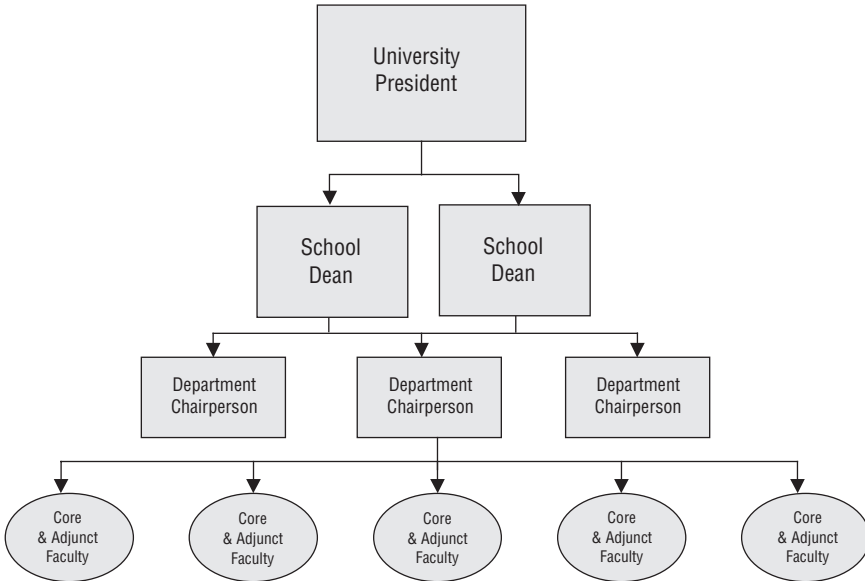 University
President
School
Dean
School
Dean
Department
Chairperson
Department
Chairperson
Department
Chairperson
Core
& Adjunct
Faculty
Core
& Adjunct
Faculty
Core
& Adjunct
Faculty
Core
& Adjunct
Faculty
Core
& Adjunct
Faculty